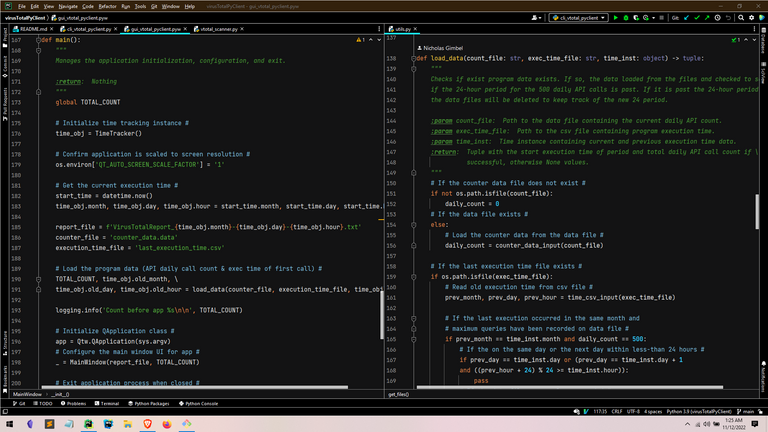 File Edit View Navigate Code Refactor Run Tools Git Window Help virusTotalPyClient - gui_vtotal_pyclient.pyw
virusTotalPyClient gui_vtotal_pyclient.pyw
cli_vtotal_pyclient
Git:
README.md cli_vtotal_pyclient.py gui_vtotal_pyclient.pyw vtotal_scanner.py
167 def main():
168 """
169 Manages the application initialization, configuration, and exit.
170
171 :return: Nothing
172 """
173 global TOTAL_COUNT
174
175 # Initialize time tracking instance #
176 time_obj = TimeTracker()
177
178 # Confirm application is scaled to screen resolution #
179 os.environ['QT_AUTO_SCREEN_SCALE_FACTOR'] = '1'
180
181 # Get the current execution time #
182 start_time = datetime.now()
183 time_obj.month, time_obj.day, time_obj.hour = start_time.month, start_time.day, start_time.
184
185 report_file = f'VirusTotalReport_{time_obj.month}-{time_obj.day}-{time_obj.hour}.txt'
186 counter_file = 'counter_data.data'
187 execution_time_file = 'last_execution_time.csv'
188
189 # Load the program data (API daily call count & exec time of first call) #
190 TOTAL_COUNT, time_obj.old_month, \
191 time_obj.old_day, time_obj.old_hour = load_data(counter_file, execution_time_file, time_obj
192
193 logging.info('Count before app %s\n\n', TOTAL_COUNT)
194
195 # Initialize QApplication class #
196 app = Qtw.QApplication(sys.argv)
197 # Configure the main window UI for app #
198 _ = MainWindow(report_file, TOTAL_COUNT)
199
200 # Exit application process when closed #
MainWindow __init__()
utils.py
137
Nicholas Gimbel
138 def load_data(count_file: str, exec_time_file: str, time_inst: object) -> tuple:
139 """
140 Checks if exist program data exists. If so, the data loaded from the files and checked to s
141 if the 24-hour period for the 500 daily API calls is past. If it is past the 24-hour period
142 the data files will be deleted to keep track of the new 24 period.
143
144 :param count_file: Path to the data file containing the current daily API count.
145 :param exec_time_file: Path to the csv file containing program execution time.
146 :param time_inst: Time instance containing current and previous execution time data.
147 :return: Tuple with the start execution time of period and total daily API call count if \
148 successful, otherwise None values.
149 """
150 # If the counter data file does not exist #
151 if not os.path.isfile(count_file):
152 daily_count = 0
153 # If the data file exists #
154 else:
155 # Load the counter data from the data file #
156 daily_count = counter_data_input(count_file)
157
158 # If the last execution time file exists #
159 if os.path.isfile(exec_time_file):
160 # Read old execution time from csv file #
161 prev_month, prev_day, prev_hour = time_csv_input(exec_time_file)
162
163 # If the last execution occurred in the same month and
164 # maximum queries have been recorded on data file #
165 if prev_month == time_inst.month and daily_count == 500:
166 # If the on the same day or the next day within less-than 24 hours #
167 if prev_day == time_inst.day or (prev_day == time_inst.day + 1
168 and ((prev_hour + 24) % 24 >= time_inst.hour)):
169 pass
get_files()
Project
Commit
Pull Requests
Structure
Bookmarks
Database
SciView
Notifications
Git TODO Problems Terminal Python Packages Python Console
117:35 CRLF UTF-8 4 spaces Python 3.9 (virusTotalPyClient) main
1:25 AM
11/12/2022